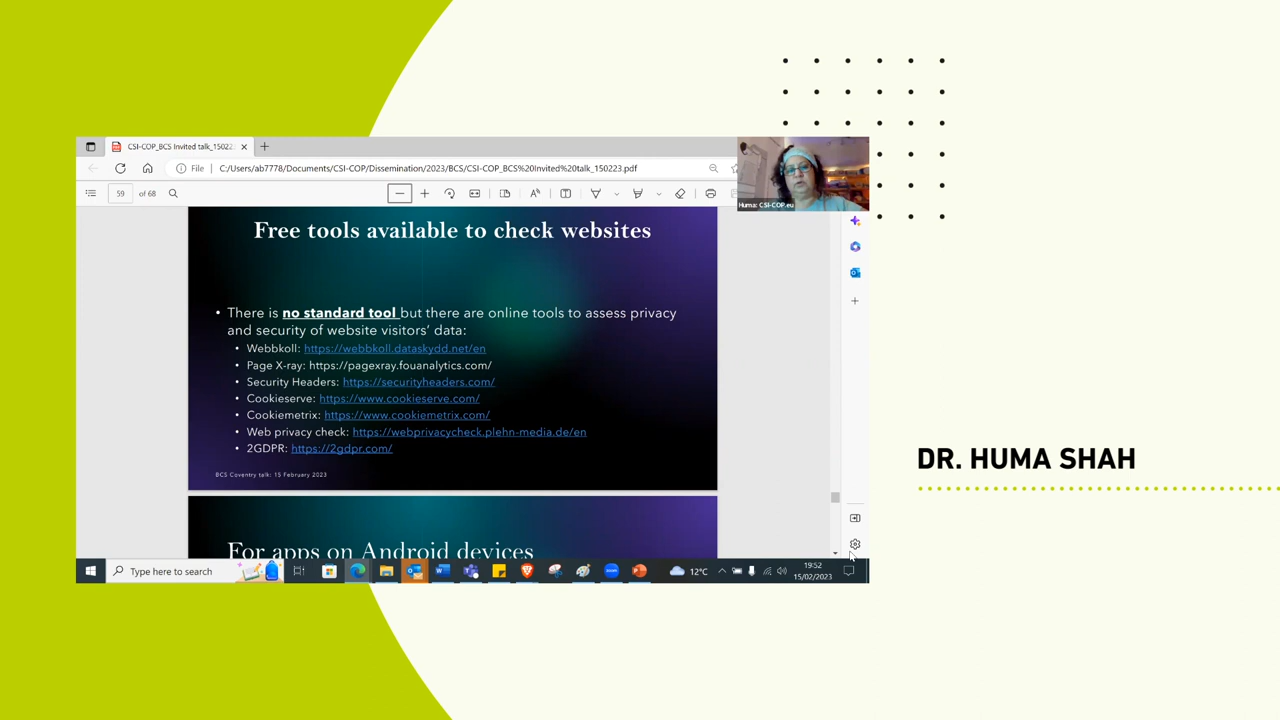 CSI-COP_BCS Invited talk_150223
File
C:/Users/ab7778/Documents/CSI-COP/Dissemination/2023/BCS/CSI-COP_BCS%20Invited%20talk_150223.pdf
59 of 68
Huma: CSI-COP.eu
Free tools available to check websites
• There is no standard tool but there are online tools to assess privacy
and security of website visitors’ data:
• Webbkoll: https://webbkoll.dataskydd.net/en
• Page X-ray: https://pagexray.fouanalytics.com/
• Security Headers: https://securityheaders.com/
• Cookieserve: https://www.cookieserve.com/
• Cookiemetrix: https://www.cookiemetrix.com/
• Web privacy check: https://webprivacycheck.plehn-media.de/en
• 2GDPR: https://2gdpr.com/
BCS Coventry talk: 15 February 2023
For apps on Android devices
Type here to search
12°C
19:52
15/02/2023
DR. HUMA SHAH